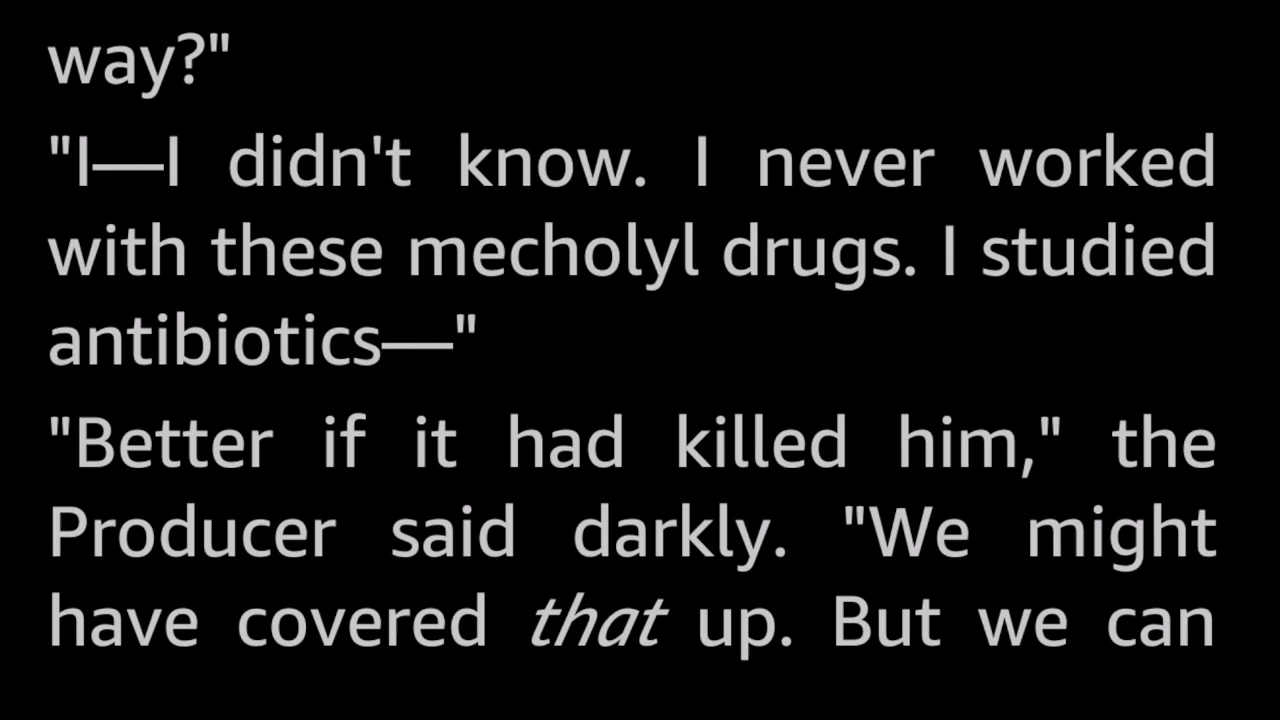 way?"
"I—I didn't know. I never worked
with these mecholyl drugs. I studied
antibiotics—"
"Better if it had killed him," the
Producer said darkly. "We might
have covered that up. But we can